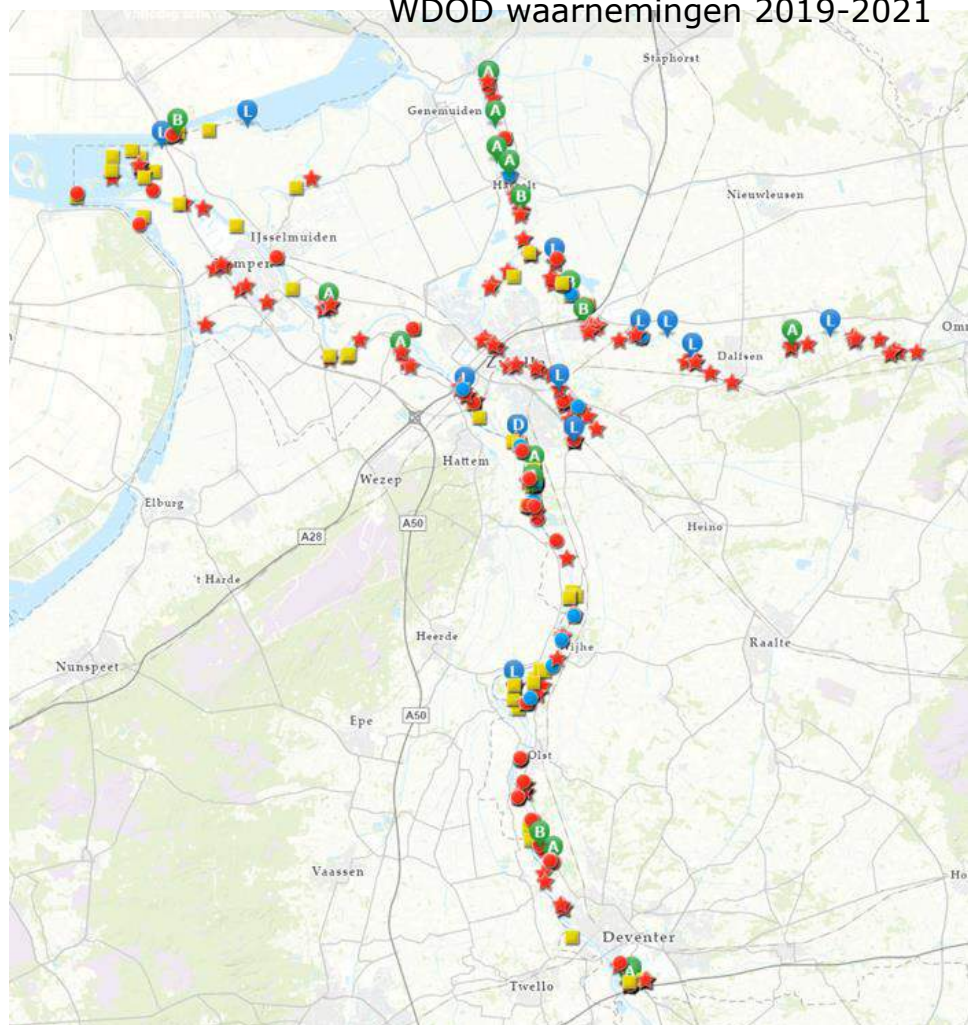 WDOD waarnemingen 2019-2021
Staphorst
A
Genemuiden
A
L
B
L
A
A
Nieuwleusen
B
IJsselmuiden
L
B
A
B
L
L
L
A
Dalfsen
A
L
L
L
D
L
A
Hattem
Wezep
Elburg
A50
A28
Heino
't Harde
Heerde
Raalte
Nunspeet
L
A50
Epe
Olst
B
A
Vaassen
Deventer
A
Twello